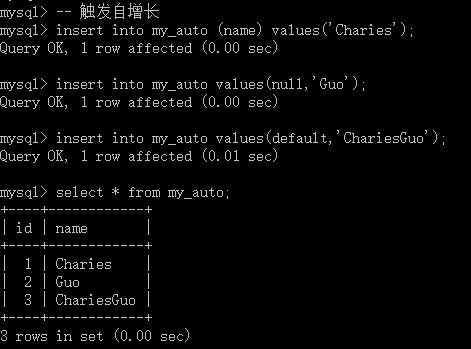 mysql> -- 触发自增长
mysql> insert into my_auto (name) values('Charies');
Query OK, 1 row affected (0.00 sec)
mysql> insert into my_auto values(null,'Guo');
Query OK, 1 row affected (0.00 sec)
mysql> insert into my_auto values(default,'ChariesGuo');
Query OK, 1 row affected (0.01 sec)
mysql> select * from my_auto;
+----+------------+
| id | name       |
+----+------------+
|  1 | Charies    |
|  2 | Guo        |
|  3 | ChariesGuo |
+----+------------+
3 rows in set (0.00 sec)